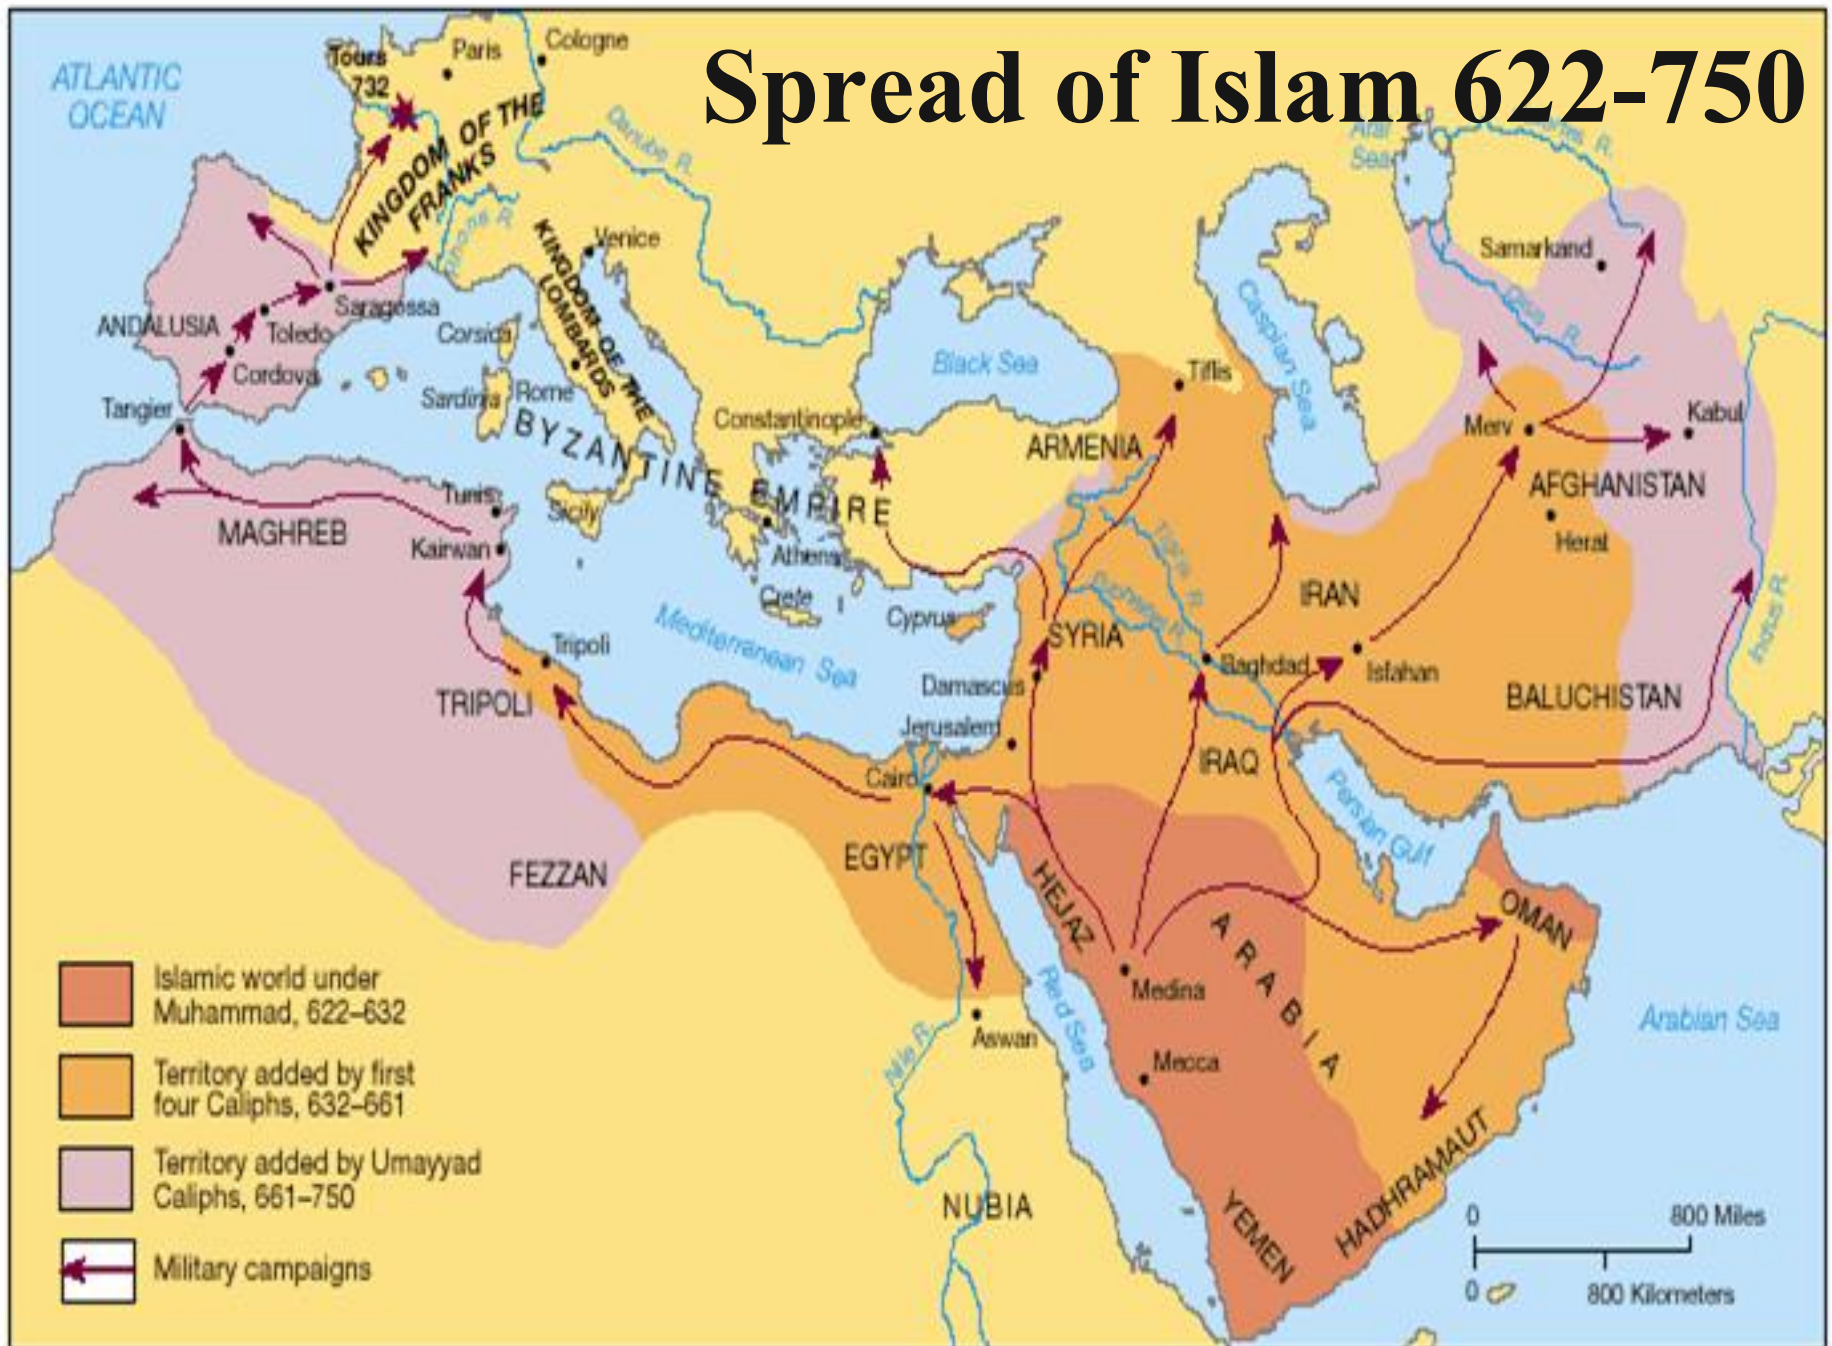 Spread of Islam 622-750
ATLANTIC
OCEAN
Tours
732
Paris
Cologne
KINGDOM OF THE
FRANKS
Danube R.
Rhone R.
Aral
Sea
Venice
KINGDOM OF THE
LOMBARDS
Samarkand
Oxus R.
Caspian Sea
Saragossa
ANDALUSIA
Toledo
Cordova
Corsica
Sardinia
Rome
Black Sea
Tiflis
Tangier
Constantinople
BYZANTINE EMPIRE
ARMENIA
Merv
Kabul
AFGHANISTAN
Herat
Tunis
MAGHREB
Kairwan
Sicily
Athens
Crete
Cyprus
Mediterranean Sea
Tigris R.
Euphrates R.
IRAN
SYRIA
Baghdad
Isfahan
Indus R.
Tripoli
TRIPOLI
Damascus
Jerusalem
BALUCHISTAN
IRAQ
Cairo
Persian Gulf
EGYPT
FEZZAN
HEJAZ
ARABIA
OMAN
Medina
Red Sea
Arabian Sea
Aswan
Nile R.
Mecca
HADHRAMAUT
YEMEN
NUBIA
Islamic world under
Muhammad, 622–632
Territory added by first
four Caliphs, 632–661
Territory added by Umayyad
Caliphs, 661–750
Military campaigns
0 800 Miles
0 800 Kilometers